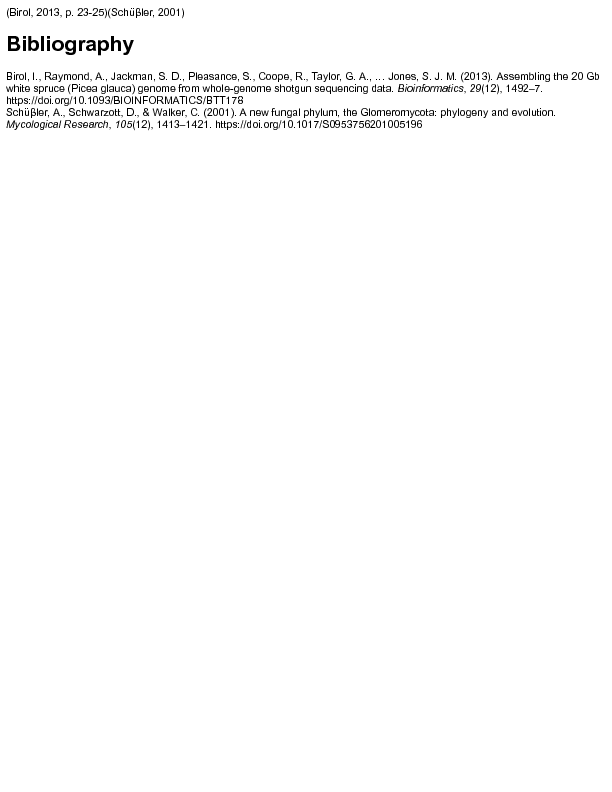 (Birol, 2013, p. 23-25)(Schüβler, 2001)
Bibliography
Birol, I., Raymond, A., Jackman, S. D., Pleasance, S., Coope, R., Taylor, G. A., … Jones, S. J. M. (2013). Assembling the 20 Gb
white spruce (Picea glauca) genome from whole-genome shotgun sequencing data. Bioinformatics, 29(12), 1492–7.
https://doi.org/10.1093/BIOINFORMATICS/BTT178
Schüβler, A., Schwarzott, D., & Walker, C. (2001). A new fungal phylum, the Glomeromycota: phylogeny and evolution.
Mycological Research, 105(12), 1413–1421. https://doi.org/10.1017/S0953756201005196